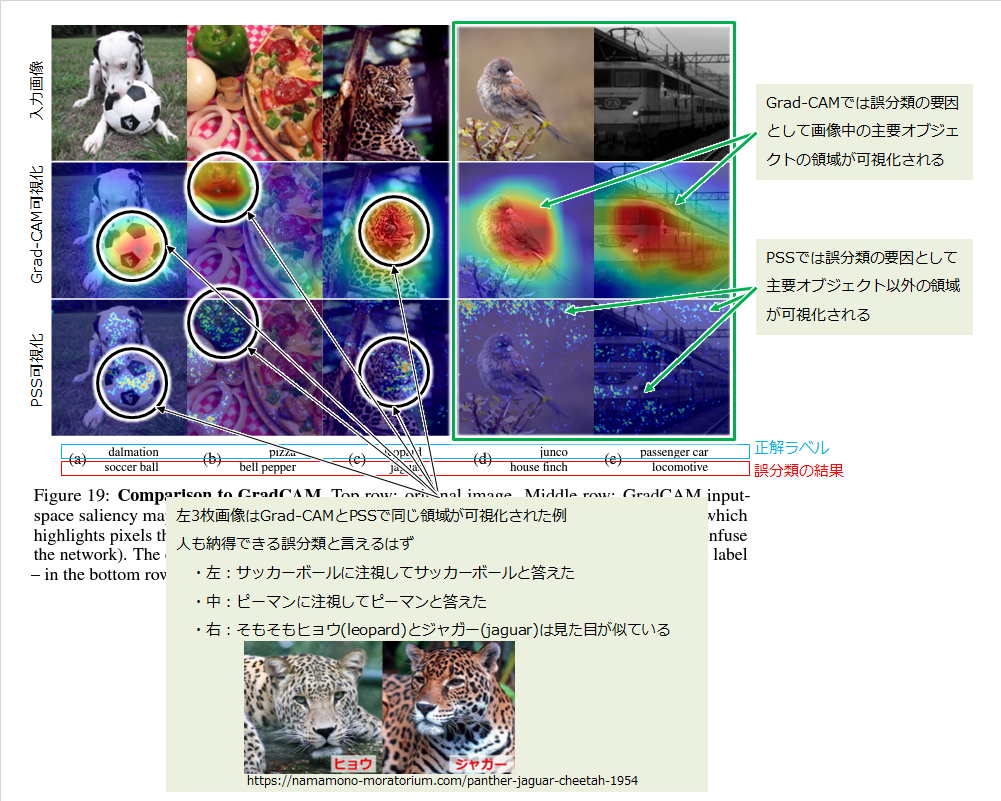 入力画像
Grad-CAM可視化
PSS可視化
Grad-CAMでは誤分類の要因
として画像中の主要オブジェ
クトの領域が可視化される
PSSでは誤分類の要因として
主要オブジェクト以外の領域
が可視化される
(a) dalmation (b) pizza (c) leopard (d) junco (e) passenger car
soccer ball bell pepper jaguar house finch locomotive
正解ラベル
誤分類の結果
Figure 19: Comparison to GradCAM. Top row: original image. Middle row: GradCAM input-
space saliency which
highlights pixels
the network). The label
– in the bottom
左3枚画像はGrad-CAMとPSSで同じ領域が可視化された例
人も納得できる誤分類と言えるはず
・左：サッカーボールに注視してサッカーボールと答えた
・中：ピーマンに注視してピーマンと答えた
・右：そもそもヒョウ(leopard)とジャガー(jaguar)は見た目が似ている
ヒョウ ジャガー
https://namamono-moratorium.com/panther-jaguar-cheetah-1954